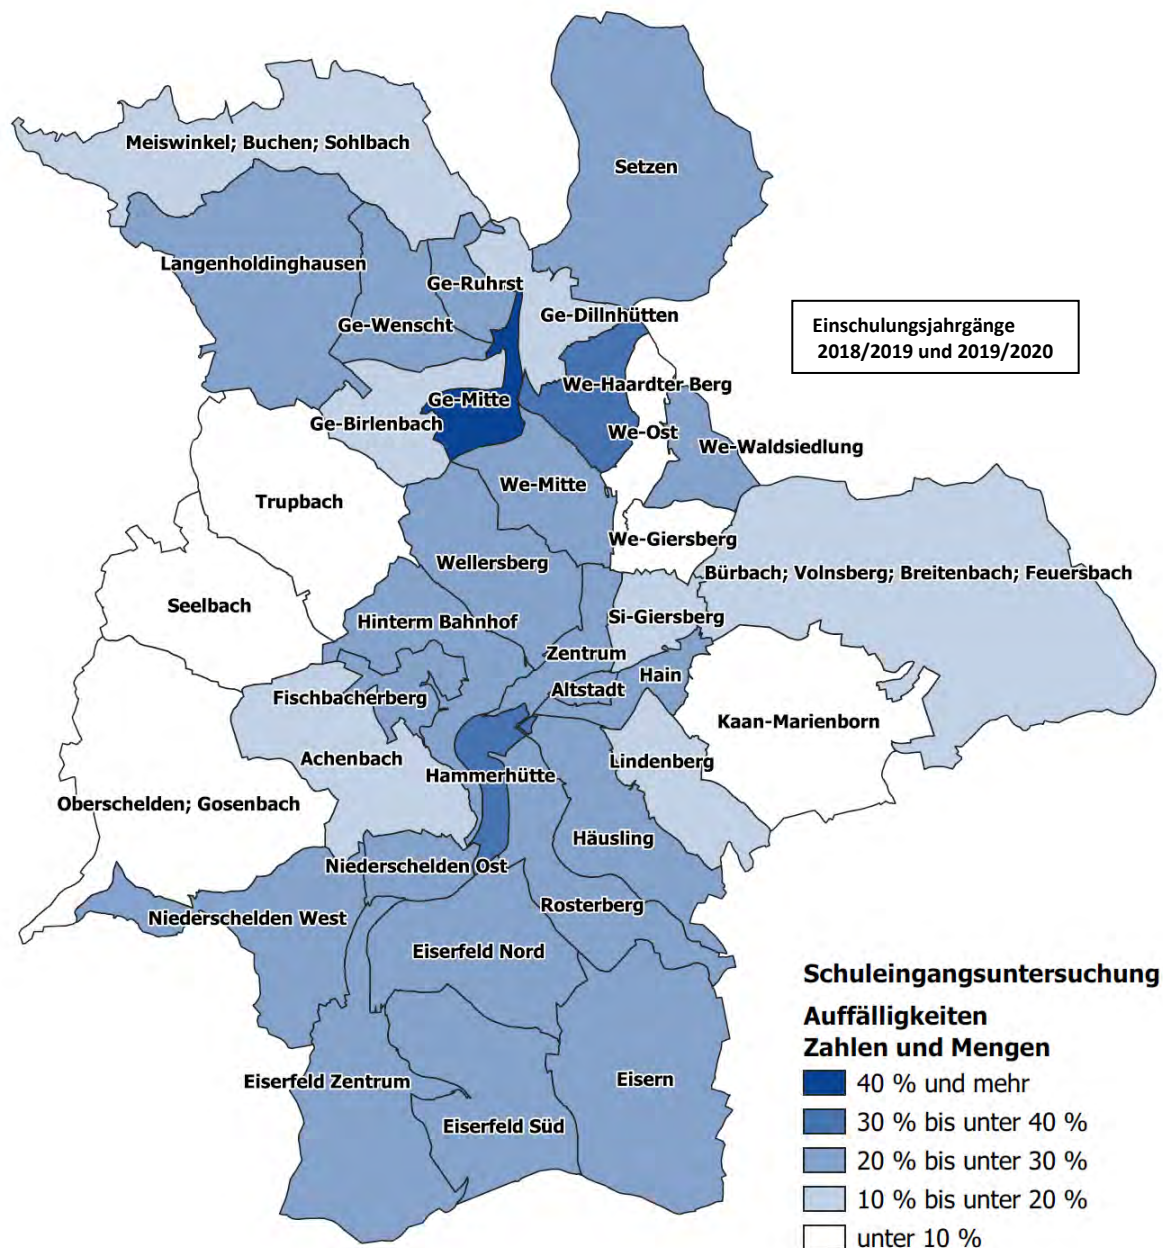 Setzen
Meiswinkel; Buchen; Sohlbach
Langenholdinghausen
Ge-Ruhrst
Ge-Dillnhütten
Ge-Wenscht
Einschulungsjahrgänge
2018/2019 und 2019/2020
We-Haardter Berg
Ge-Mitte
Ge-Birlenbach
We-Ost
We-Waldsiedlung
We-Mitte
Trupbach
We-Giersberg
Wellersberg
Bürbach; Volnsberg; Breitenbach; Feuersbach
Seelbach
Hinterm Bahnhof
Si-Giersberg
Zentrum
Hain
Altstadt
Fischbacherberg
Kaan-Marienborn
Achenbach
Lindenberg
Hammerhütte
Oberschelden; Gosenbach
Häusling
Niederschelden Ost
Rosterberg
Niederschelden West
Eiserfeld Nord
Eisern
Eiserfeld Zentrum
Eiserfeld Süd
Schuleingangsuntersuchung
Auffälligkeiten
Zahlen und Mengen
40 % und mehr
30 % bis unter 40 %
20 % bis unter 30 %
10 % bis unter 20 %
unter 10 %